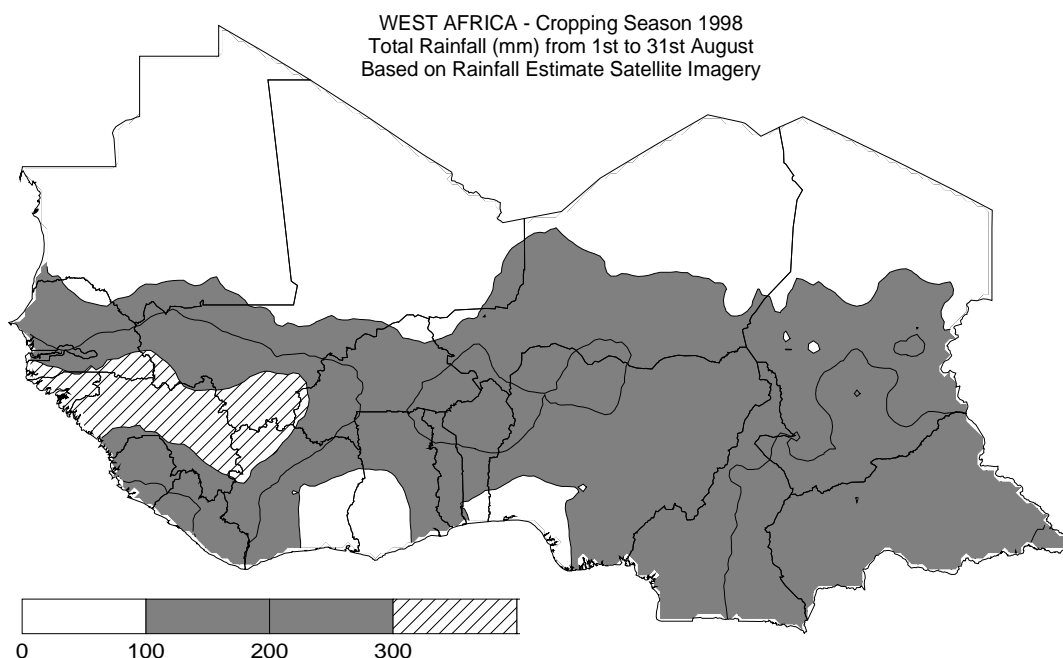 WEST AFRICA - Cropping Season 1998
Total Rainfall (mm) from 1st to 31st August
Based on Rainfall Estimate Satellite Imagery
0 100 200 300